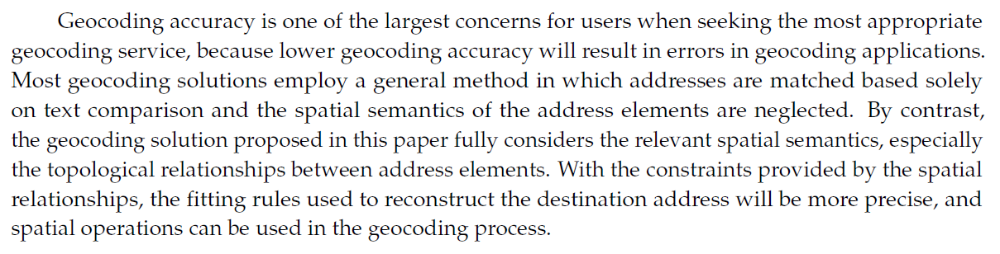 Geocoding accuracy is one of the largest concerns for users when seeking the most appropriate
geocoding service, because lower geocoding accuracy will result in errors in geocoding applications.
Most geocoding solutions employ a general method in which addresses are matched based solely
on text comparison and the spatial semantics of the address elements are neglected. By contrast,
the geocoding solution proposed in this paper fully considers the relevant spatial semantics, especially
the topological relationships between address elements. With the constraints provided by the spatial
relationships, the fitting rules used to reconstruct the destination address will be more precise, and
spatial operations can be used in the geocoding process.